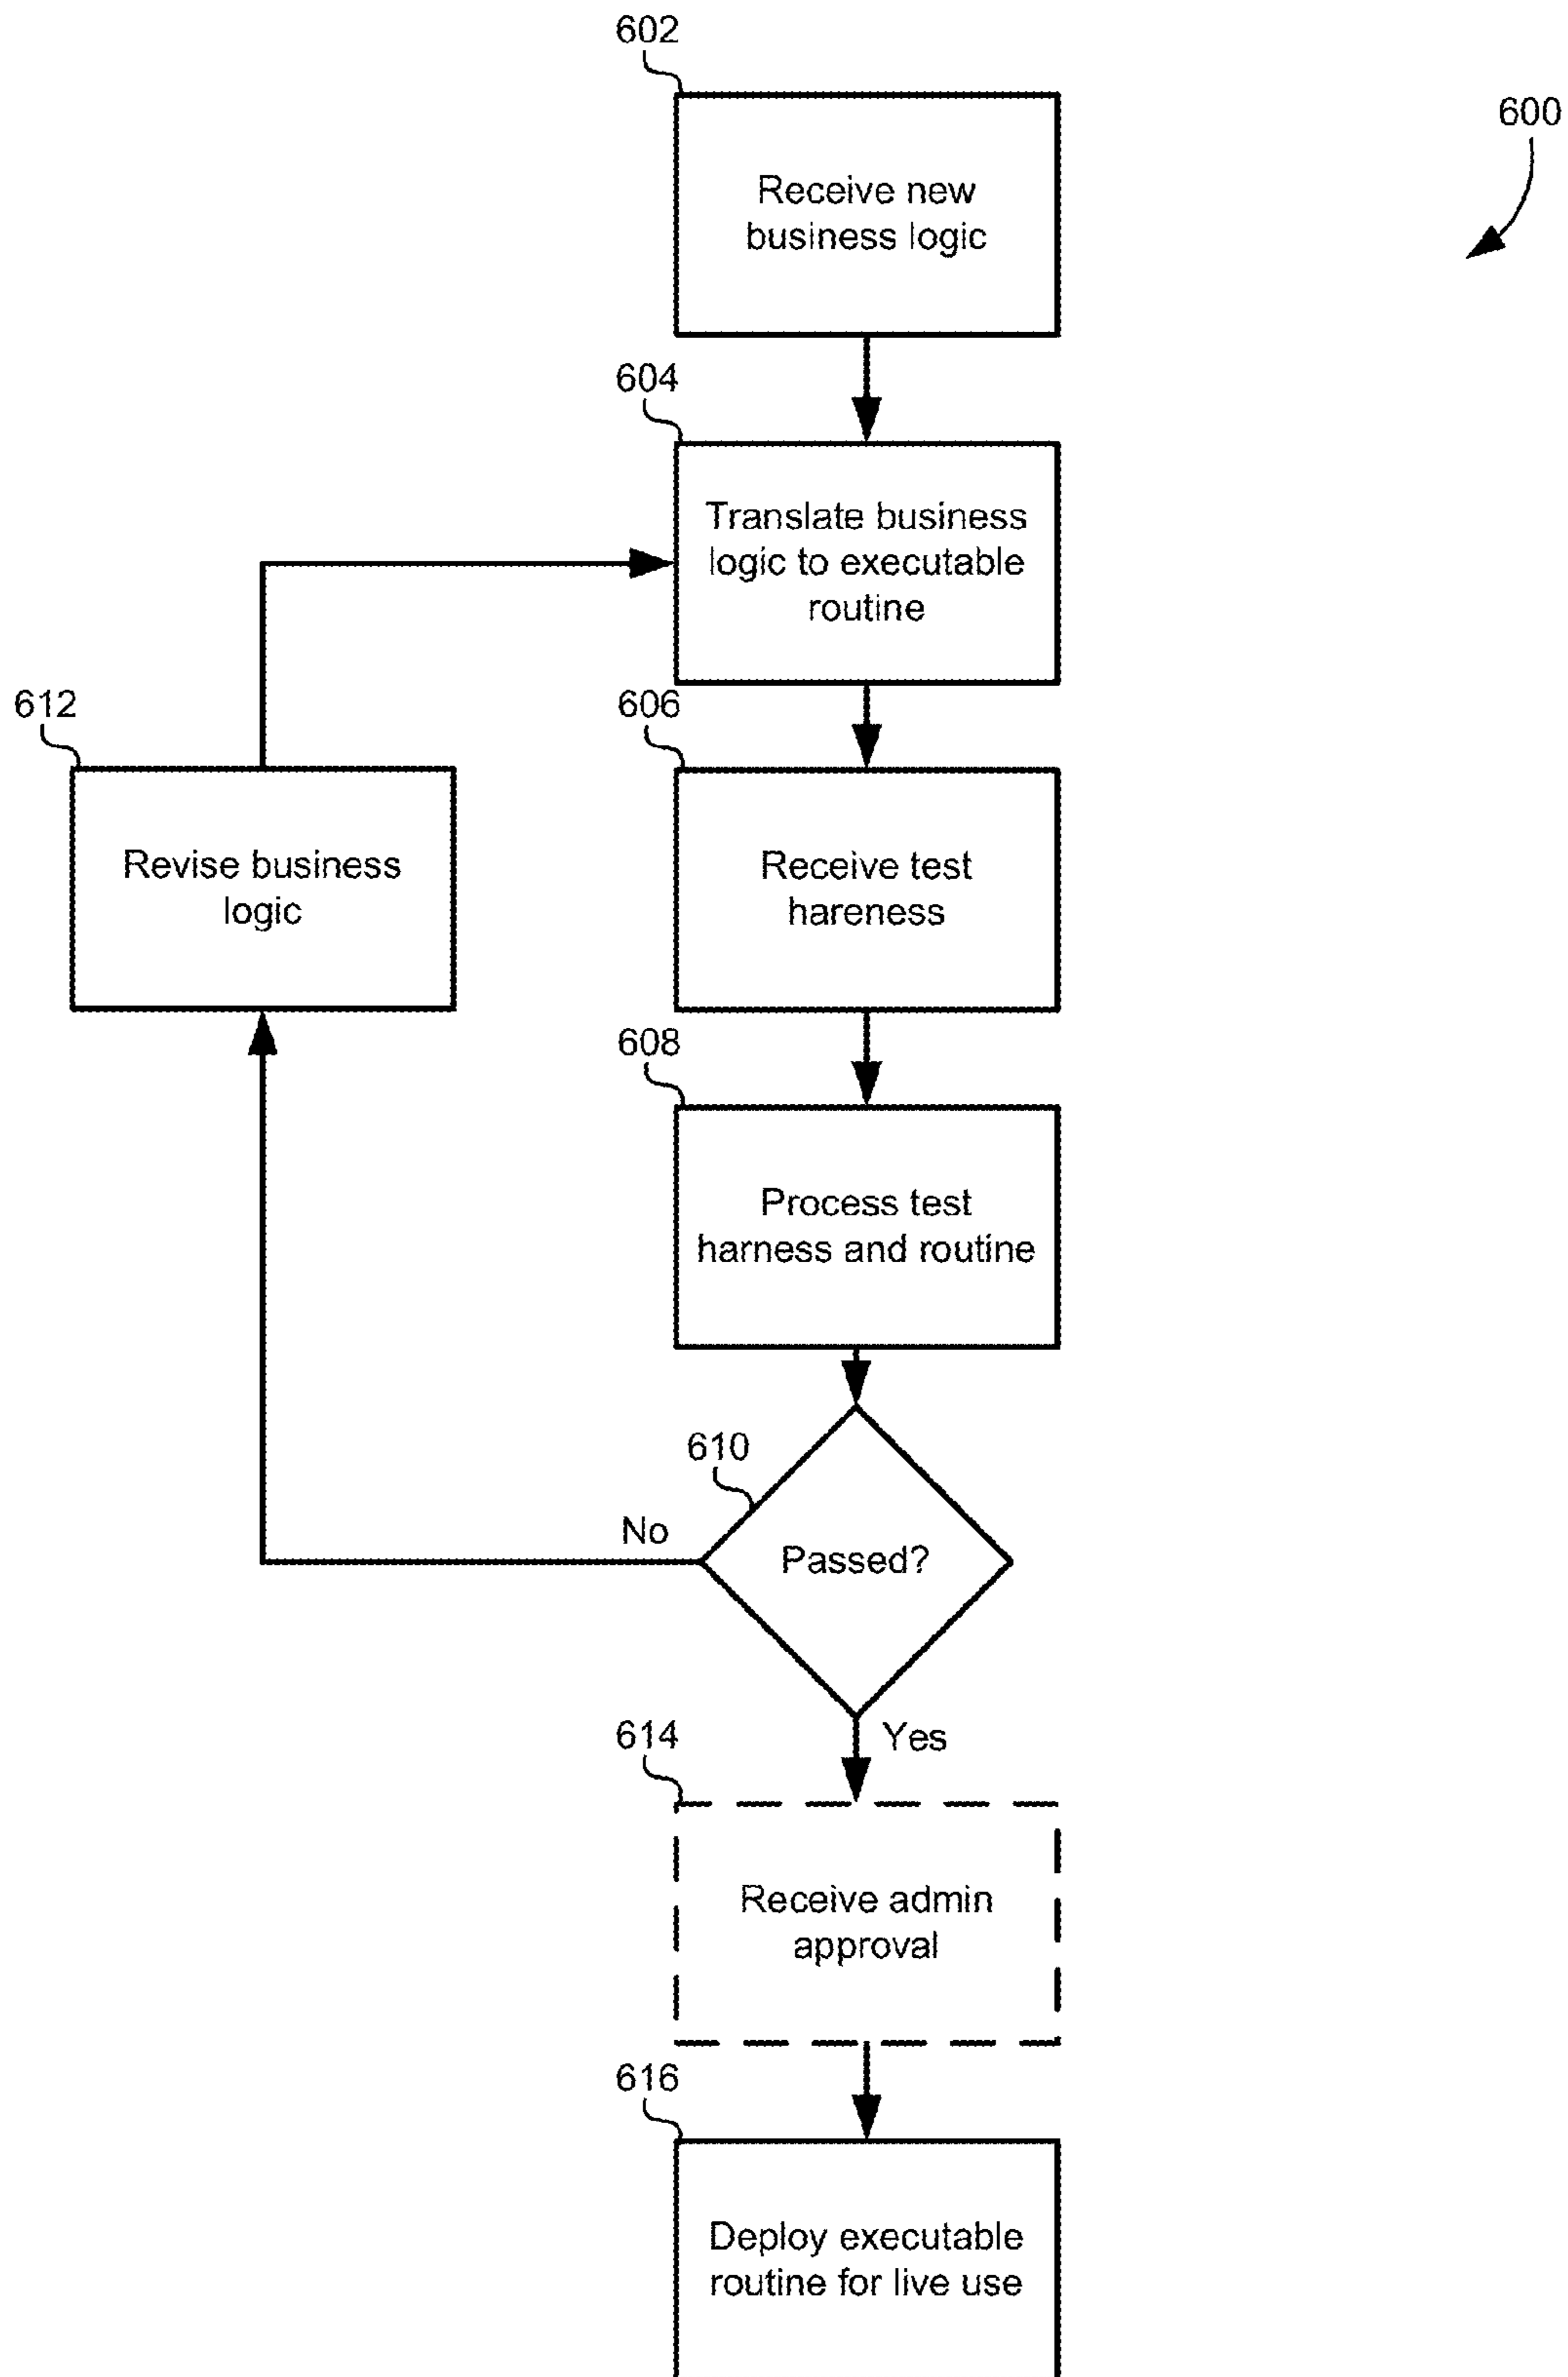 602
600
Receive new
business logic
604
Translate business
logic to executable
routine
612
606
Revise business
logic
Receive test
hareness
608
Process test
harness and routine
610
No
Passed?
Yes
614
Receive admin
approval
616
Deploy executable
routine for live use